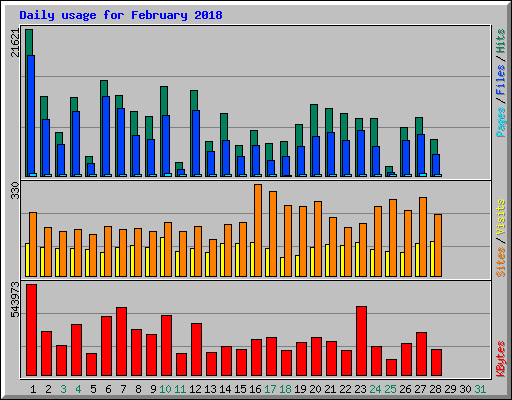 Daily usage for February 2018
21621
Pages / Files / Hits
330
Sites / Visits
543973
KBytes
1 2 3 4 5 6 7 8 9 10 11 12 13 14 15 16 17 18 19 20 21 22 23 24 25 26 27 28 29 30 31